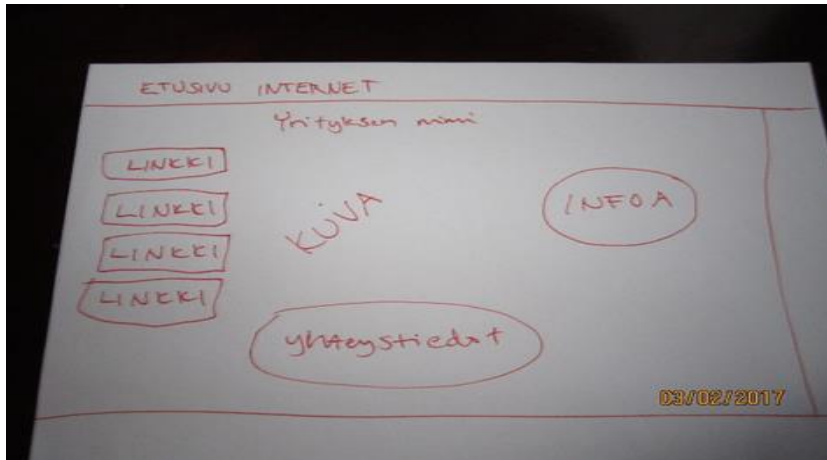 ETUSIVU INTERNET
Yrityksen nimi
LINKKI
LINKKI
LINKKI
LINKKI
KUVA
INFOA
yhteystiedot
03/02/2017